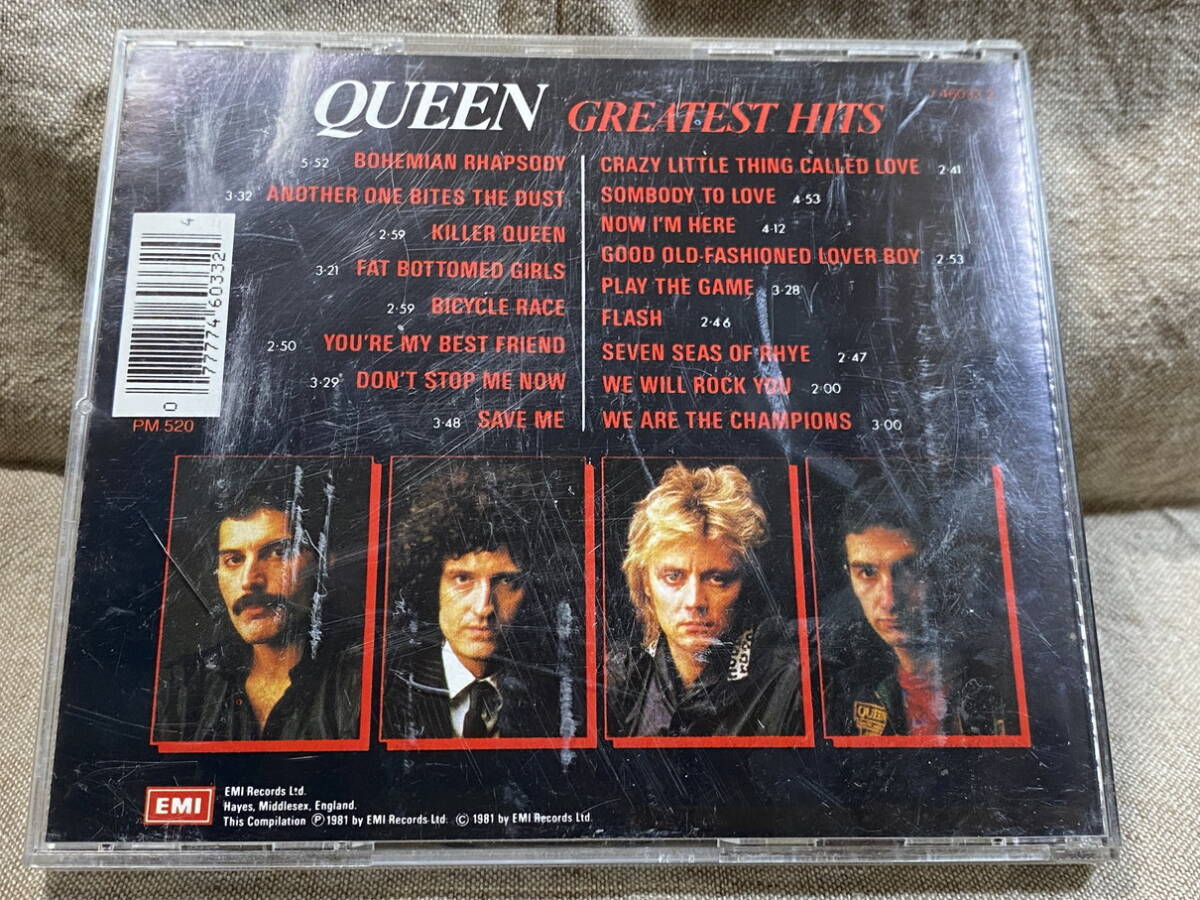 QUEEN GREATEST HITS
7 46033 2
5·52 BOHEMIAN RHAPSODY
3·32 ANOTHER ONE BITES THE DUST
2·59 KILLER QUEEN
3·21 FAT BOTTOMED GIRLS
2·59 BICYCLE RACE
2·50 YOU'RE MY BEST FRIEND
3·29 DON'T STOP ME NOW
3·48 SAVE ME
CRAZY LITTLE THING CALLED LOVE 2·41
SOMBODY TO LOVE 4·53
NOW I'M HERE 4·12
GOOD OLD-FASHIONED LOVER BOY 2·53
PLAY THE GAME 3·28
FLASH 2·46
SEVEN SEAS OF RHYE 2·47
WE WILL ROCK YOU 2·00
WE ARE THE CHAMPIONS 3·00
0 77774 60332 4
PM 520
QUEEN
EMI
EMI Records Ltd.
Hayes, Middlesex, England.
This Compilation Ⓟ 1981 by EMI Records Ltd. © 1981 by EMI Records Ltd.